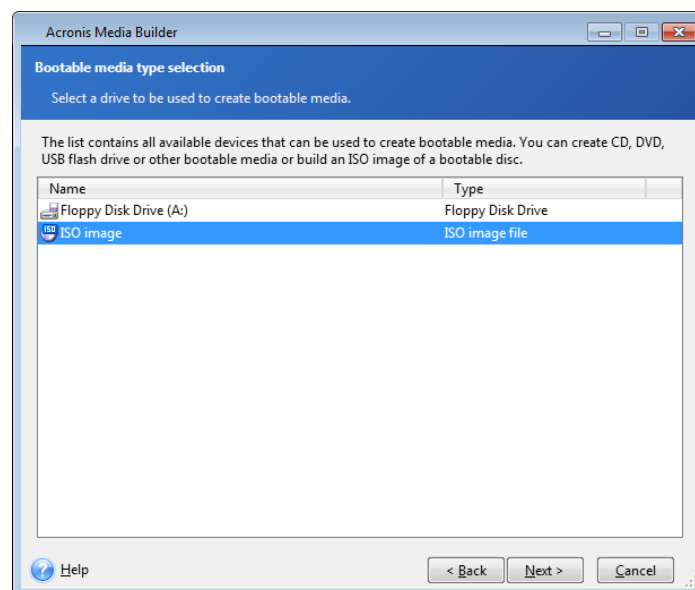 Acronis Media Builder
Bootable media type selection
Select a drive to be used to create bootable media.
The list contains all available devices that can be used to create bootable media. You can create CD, DVD,
USB flash drive or other bootable media or build an ISO image of a bootable disc.
Name Type
Floppy Disk Drive (A:) Floppy Disk Drive
ISO ISO image ISO image file
Help < Back Next > Cancel